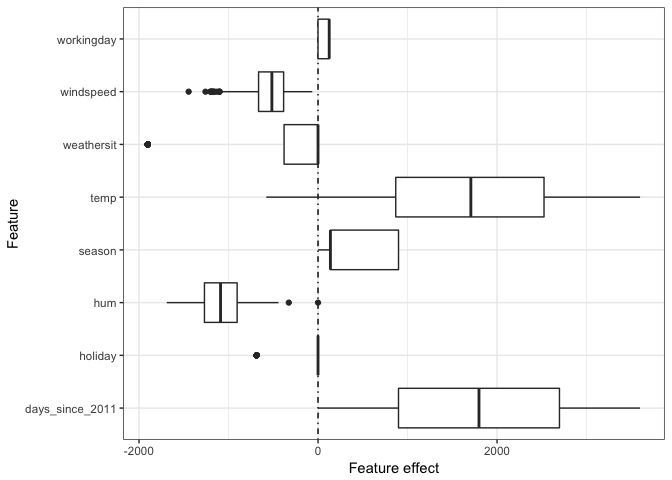 workingday
windspeed
weathersit
temp
season
hum
holiday
days_since_2011
Feature
-2000
0
2000
Feature effect